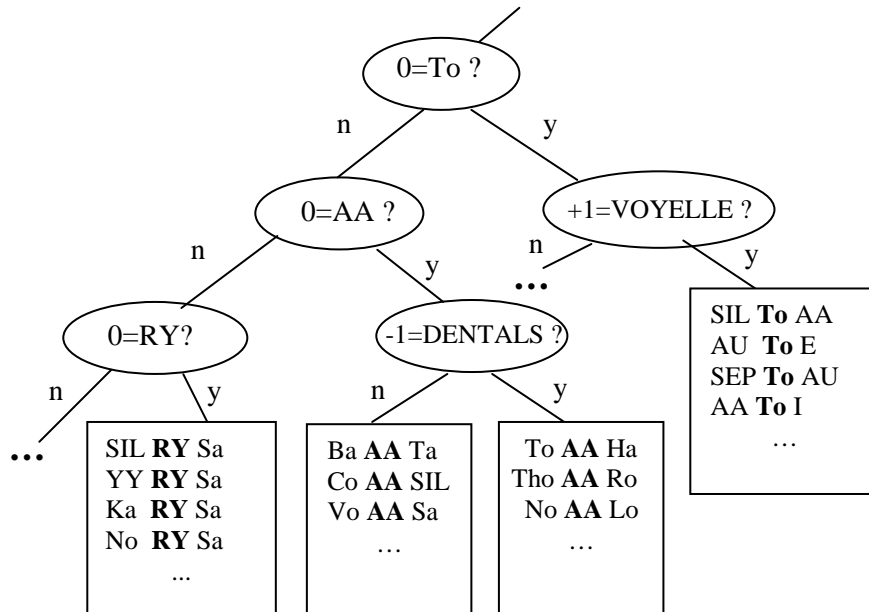 0=To ?
n
y
0=AA ?
+1=VOYELLE ?
n
y
n
...
y
0=RY?
-1=DENTALS ?
SIL To AA
AU To E
SEP To AU
AA To I
…
n
y
n
y
...
SIL RY Sa
YY RY Sa
Ka RY Sa
No RY Sa
...
Ba AA Ta
Co AA SIL
Vo AA Sa
…
To AA Ha
Tho AA Ro
No AA Lo
…